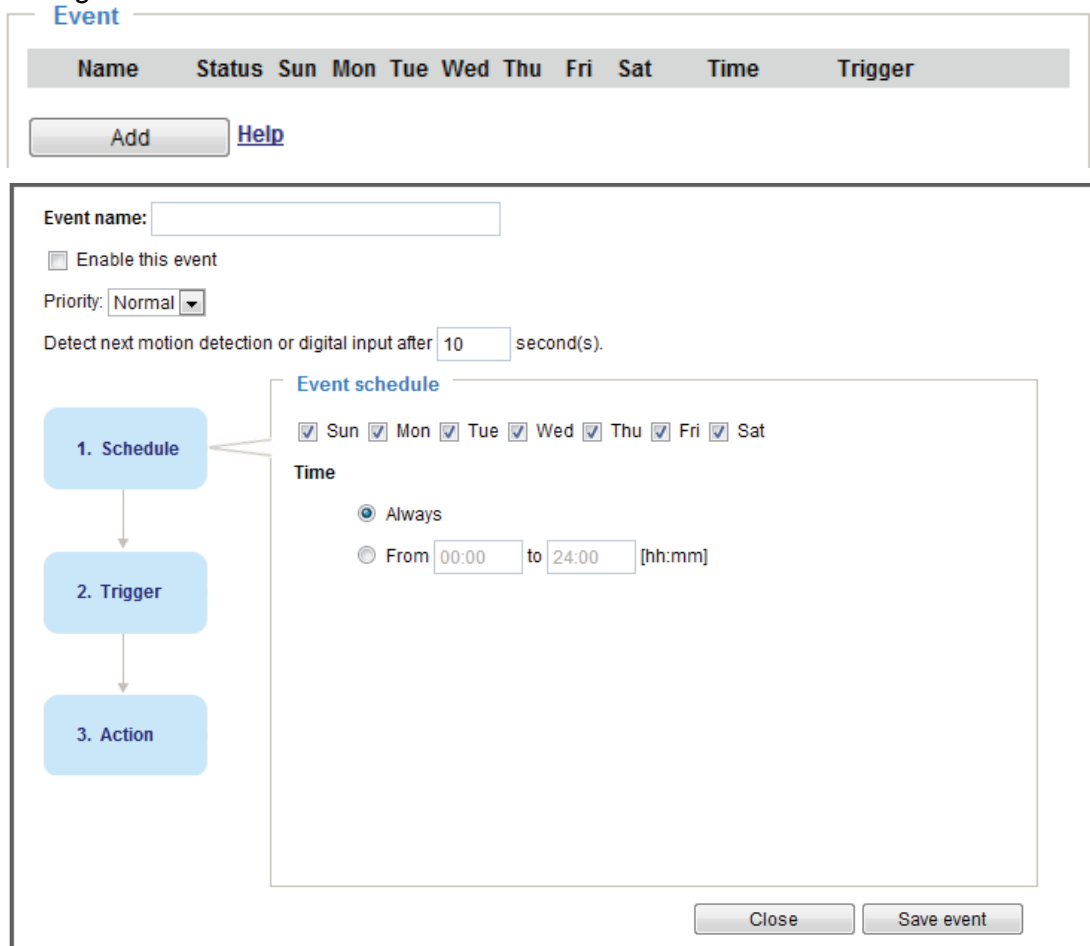 Event
Name Status Sun Mon Tue Wed Thu Fri Sat Time Trigger
Add Help
Event name:
Enable this event
Priority: Normal
Detect next motion detection or digital input after 10 second(s).
Event schedule
1. Schedule
Sun Mon Tue Wed Thu Fri Sat
Time
Always
From 00:00 to 24:00 [hh:mm]
2. Trigger
3. Action
Close Save event